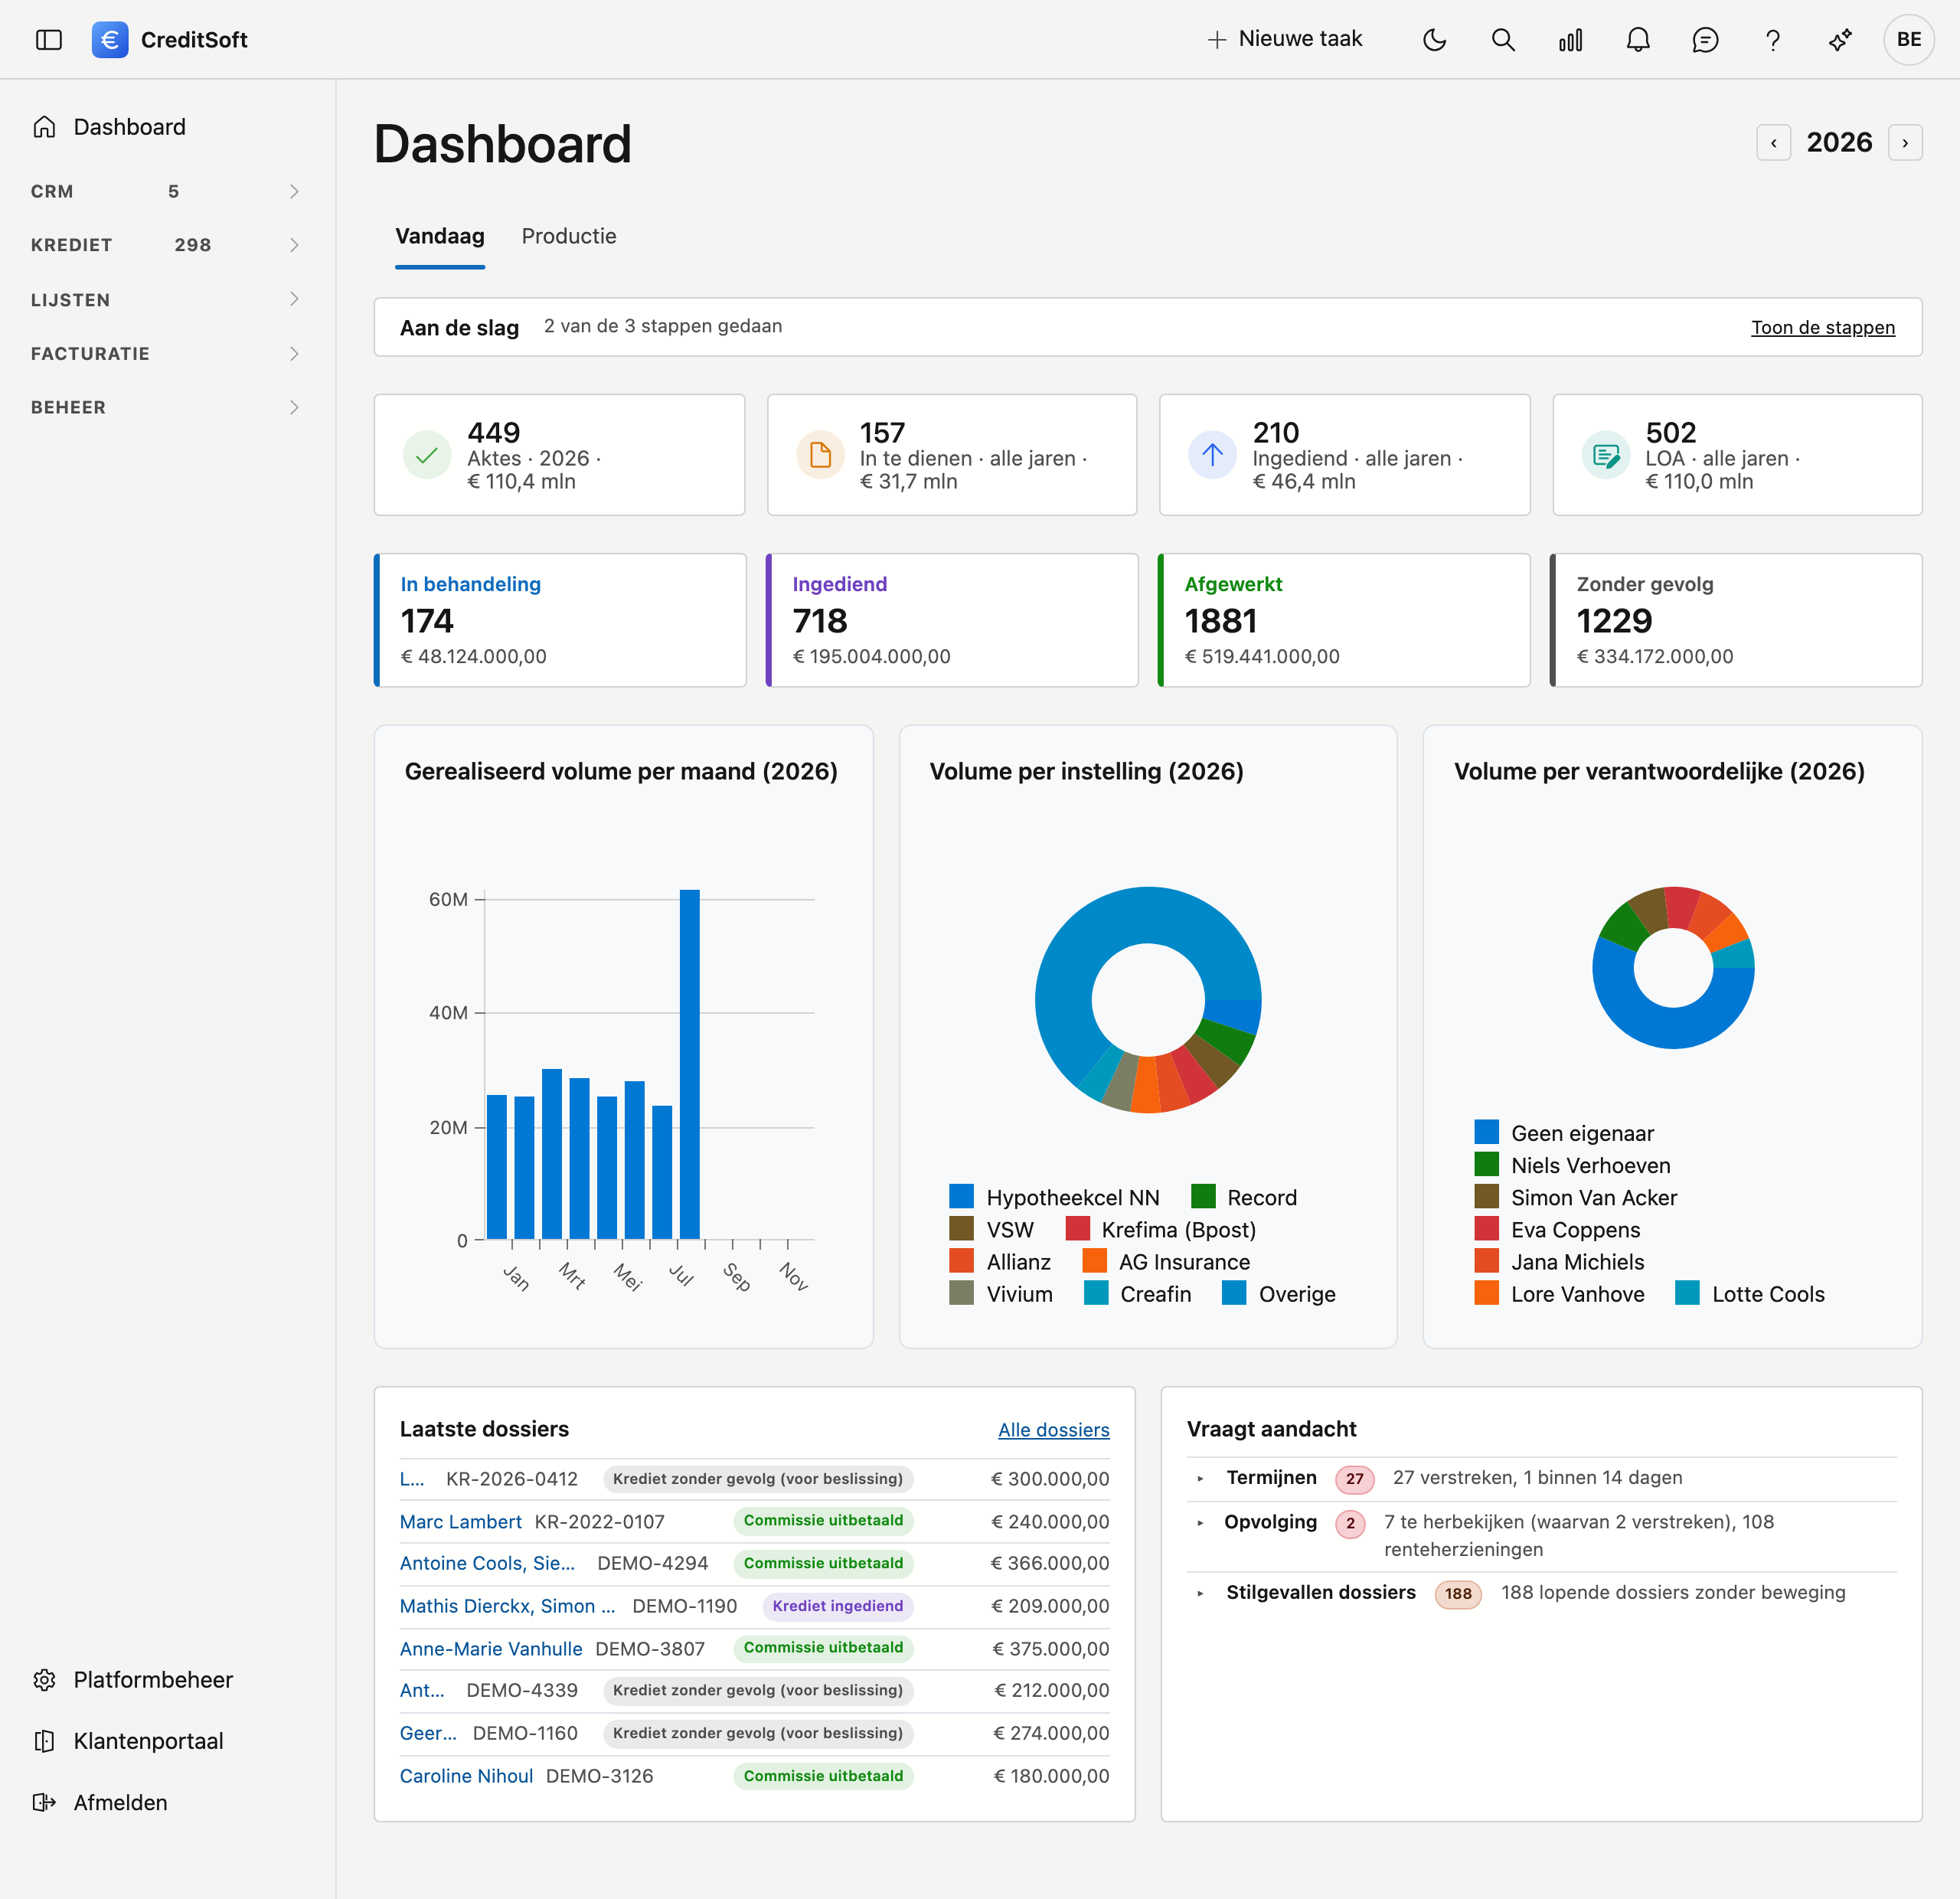 CreditSoft
Nieuwe taak
BE
Dashboard
CRM 5
KREDIET 298
LIJSTEN
FACTURATIE
BEHEER
Platformbeheer
Klantenportaal
Afmelden
Dashboard
‹ 2026 ›
Vandaag Productie
Aan de slag 2 van de 3 stappen gedaan Toon de stappen
449
Aktes · 2026 ·
€ 110,4 mln
157
In te dienen · alle jaren ·
€ 31,7 mln
210
Ingediend · alle jaren ·
€ 46,4 mln
502
LOA · alle jaren ·
€ 110,0 mln
In behandeling
174
€ 48.124.000,00
Ingediend
718
€ 195.004.000,00
Afgewerkt
1881
€ 519.441.000,00
Zonder gevolg
1229
€ 334.172.000,00
Gerealiseerd volume per maand (2026)
60M
40M
20M
0
Jan Mrt Mei Jul Sep Nov
Volume per instelling (2026)
Hypotheekcel NN Record
VSW Krefima (Bpost)
Allianz AG Insurance
Vivium Creafin Overige
Volume per verantwoordelijke (2026)
Geen eigenaar
Niels Verhoeven
Simon Van Acker
Eva Coppens
Jana Michiels
Lore Vanhove Lotte Cools
Laatste dossiers Alle dossiers
L... KR-2026-0412 Krediet zonder gevolg (voor beslissing) € 300.000,00
Marc Lambert KR-2022-0107 Commissie uitbetaald € 240.000,00
Antoine Cools, Sie... DEMO-4294 Commissie uitbetaald € 366.000,00
Mathis Dierckx, Simon ... DEMO-1190 Krediet ingediend € 209.000,00
Anne-Marie Vanhulle DEMO-3807 Commissie uitbetaald € 375.000,00
Ant... DEMO-4339 Krediet zonder gevolg (voor beslissing) € 212.000,00
Geer... DEMO-1160 Krediet zonder gevolg (voor beslissing) € 274.000,00
Caroline Nihoul DEMO-3126 Commissie uitbetaald € 180.000,00
Vraagt aandacht
Termijnen 27 27 verstreken, 1 binnen 14 dagen
Opvolging 2 7 te herbekijken (waarvan 2 verstreken), 108
renteherzieningen
Stilgevallen dossiers 188 188 lopende dossiers zonder beweging